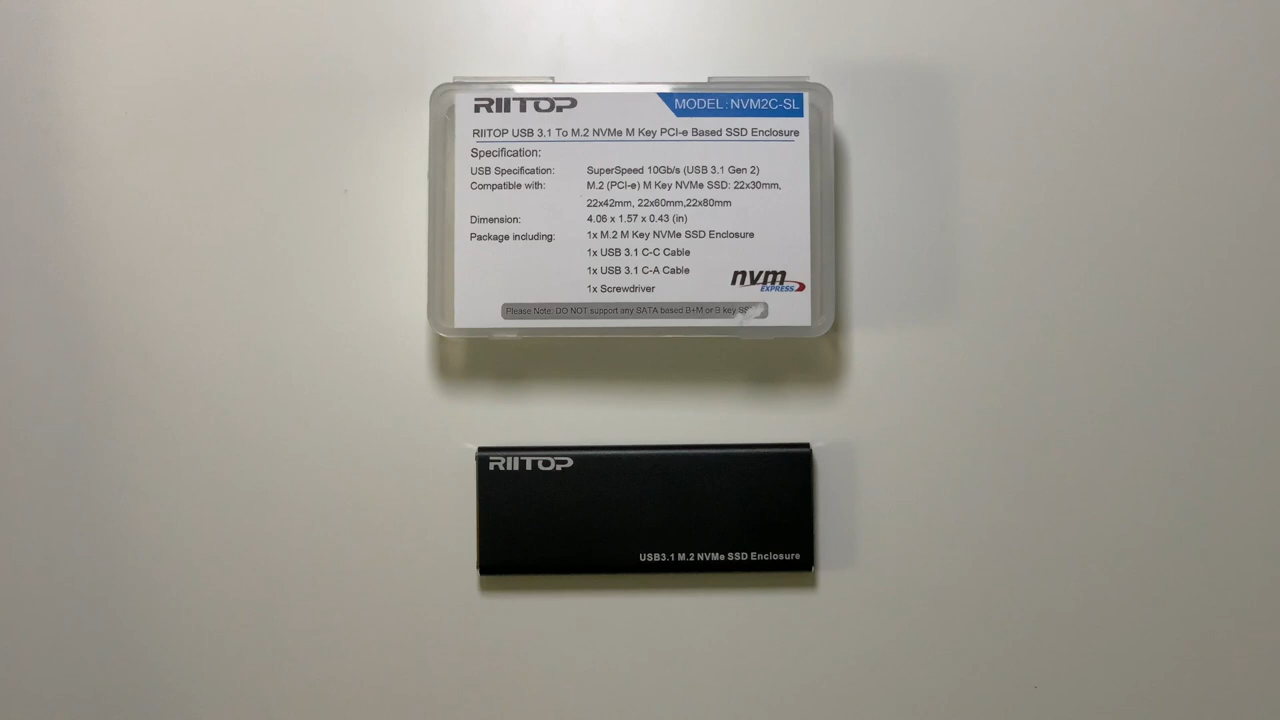 RIITOP
MODEL: NVM2C-SL
RIITOP USB 3.1 To M.2 NVMe M Key PCI-e Based SSD Enclosure
Specification:
USB Specification: SuperSpeed 10Gb/s (USB 3.1 Gen 2)
Compatible with: M.2 (PCI-e) M Key NVMe SSD: 22x30mm,
22x42mm, 22x60mm,22x80mm
Dimension: 4.06 x 1.57 x 0.43 (in)
Package including: 1x M.2 M Key NVMe SSD Enclosure
1x USB 3.1 C-C Cable
1x USB 3.1 C-A Cable
1x Screwdriver
nvm
EXPRESS
Please Note: DO NOT support any SATA based B+M or B key
RIITOP
USB3.1 M.2 NVMe SSD Enclosure